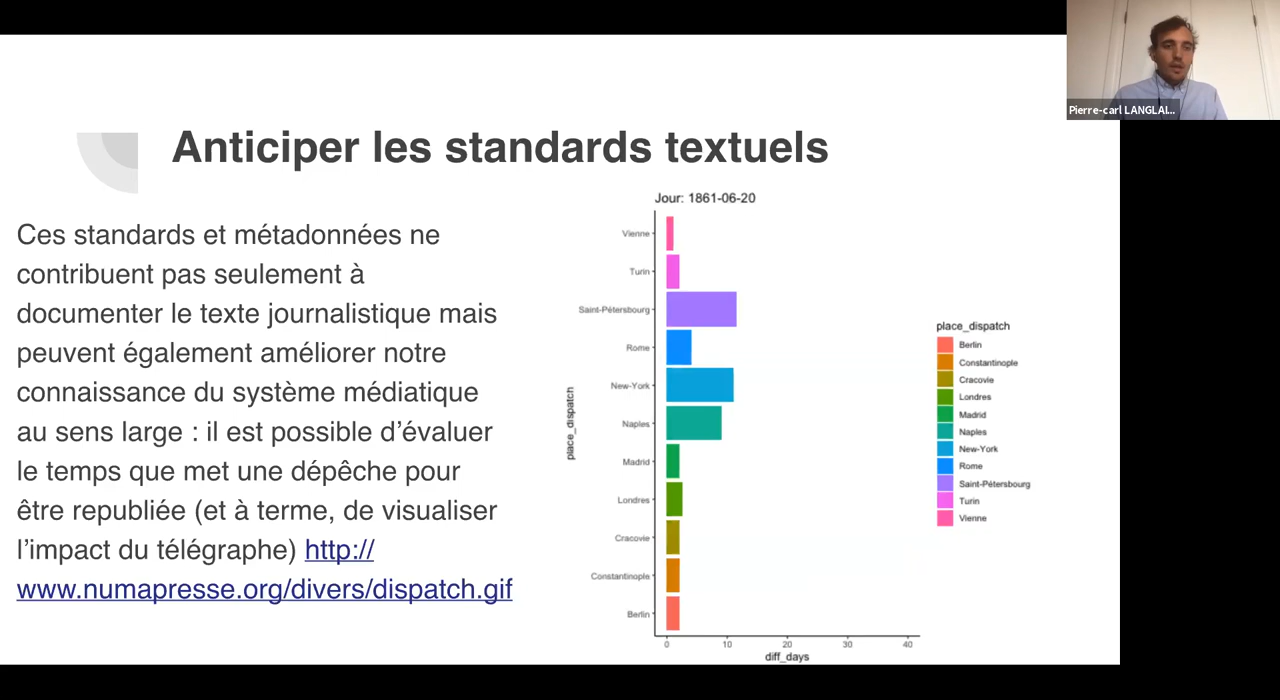 Pierre-carl LANGLAI...
Anticiper les standards textuels
Ces standards et métadonnées ne
contribuent pas seulement à
documenter le texte journalistique mais
peuvent également améliorer notre
connaissance du système médiatique
au sens large : il est possible d’évaluer
le temps que met une dépêche pour
être republiée (et à terme, de visualiser
l’impact du télégraphe) http://
www.numapresse.org/divers/dispatch.gif
Jour: 1861-06-20
place_dispatch
Vienne
Turin
Saint-Pétersbourg
Rome
New-York
Naples
Madrid
Londres
Cracovie
Constantinople
Berlin
0 10 20 30 40
diff_days
place_dispatch
Berlin
Constantinople
Cracovie
Londres
Madrid
Naples
New-York
Rome
Saint-Pétersbourg
Turin
Vienne